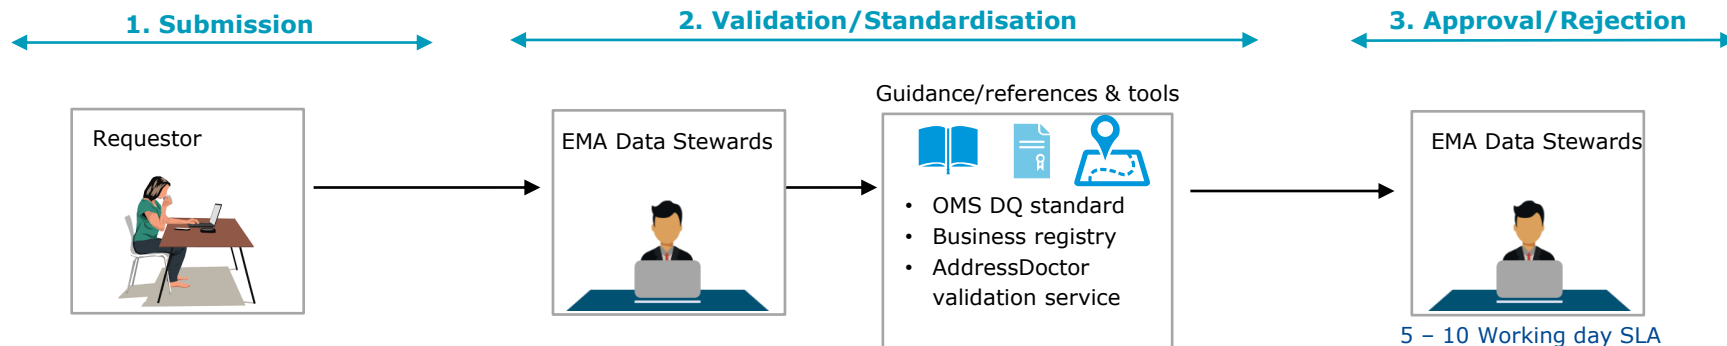 1. Submission
2. Validation/Standardisation
3. Approval/Rejection
Requestor
EMA Data Stewards
Guidance/references & tools
• OMS DQ standard
• Business registry
• AddressDoctor
validation service
EMA Data Stewards
5 – 10 Working day SLA